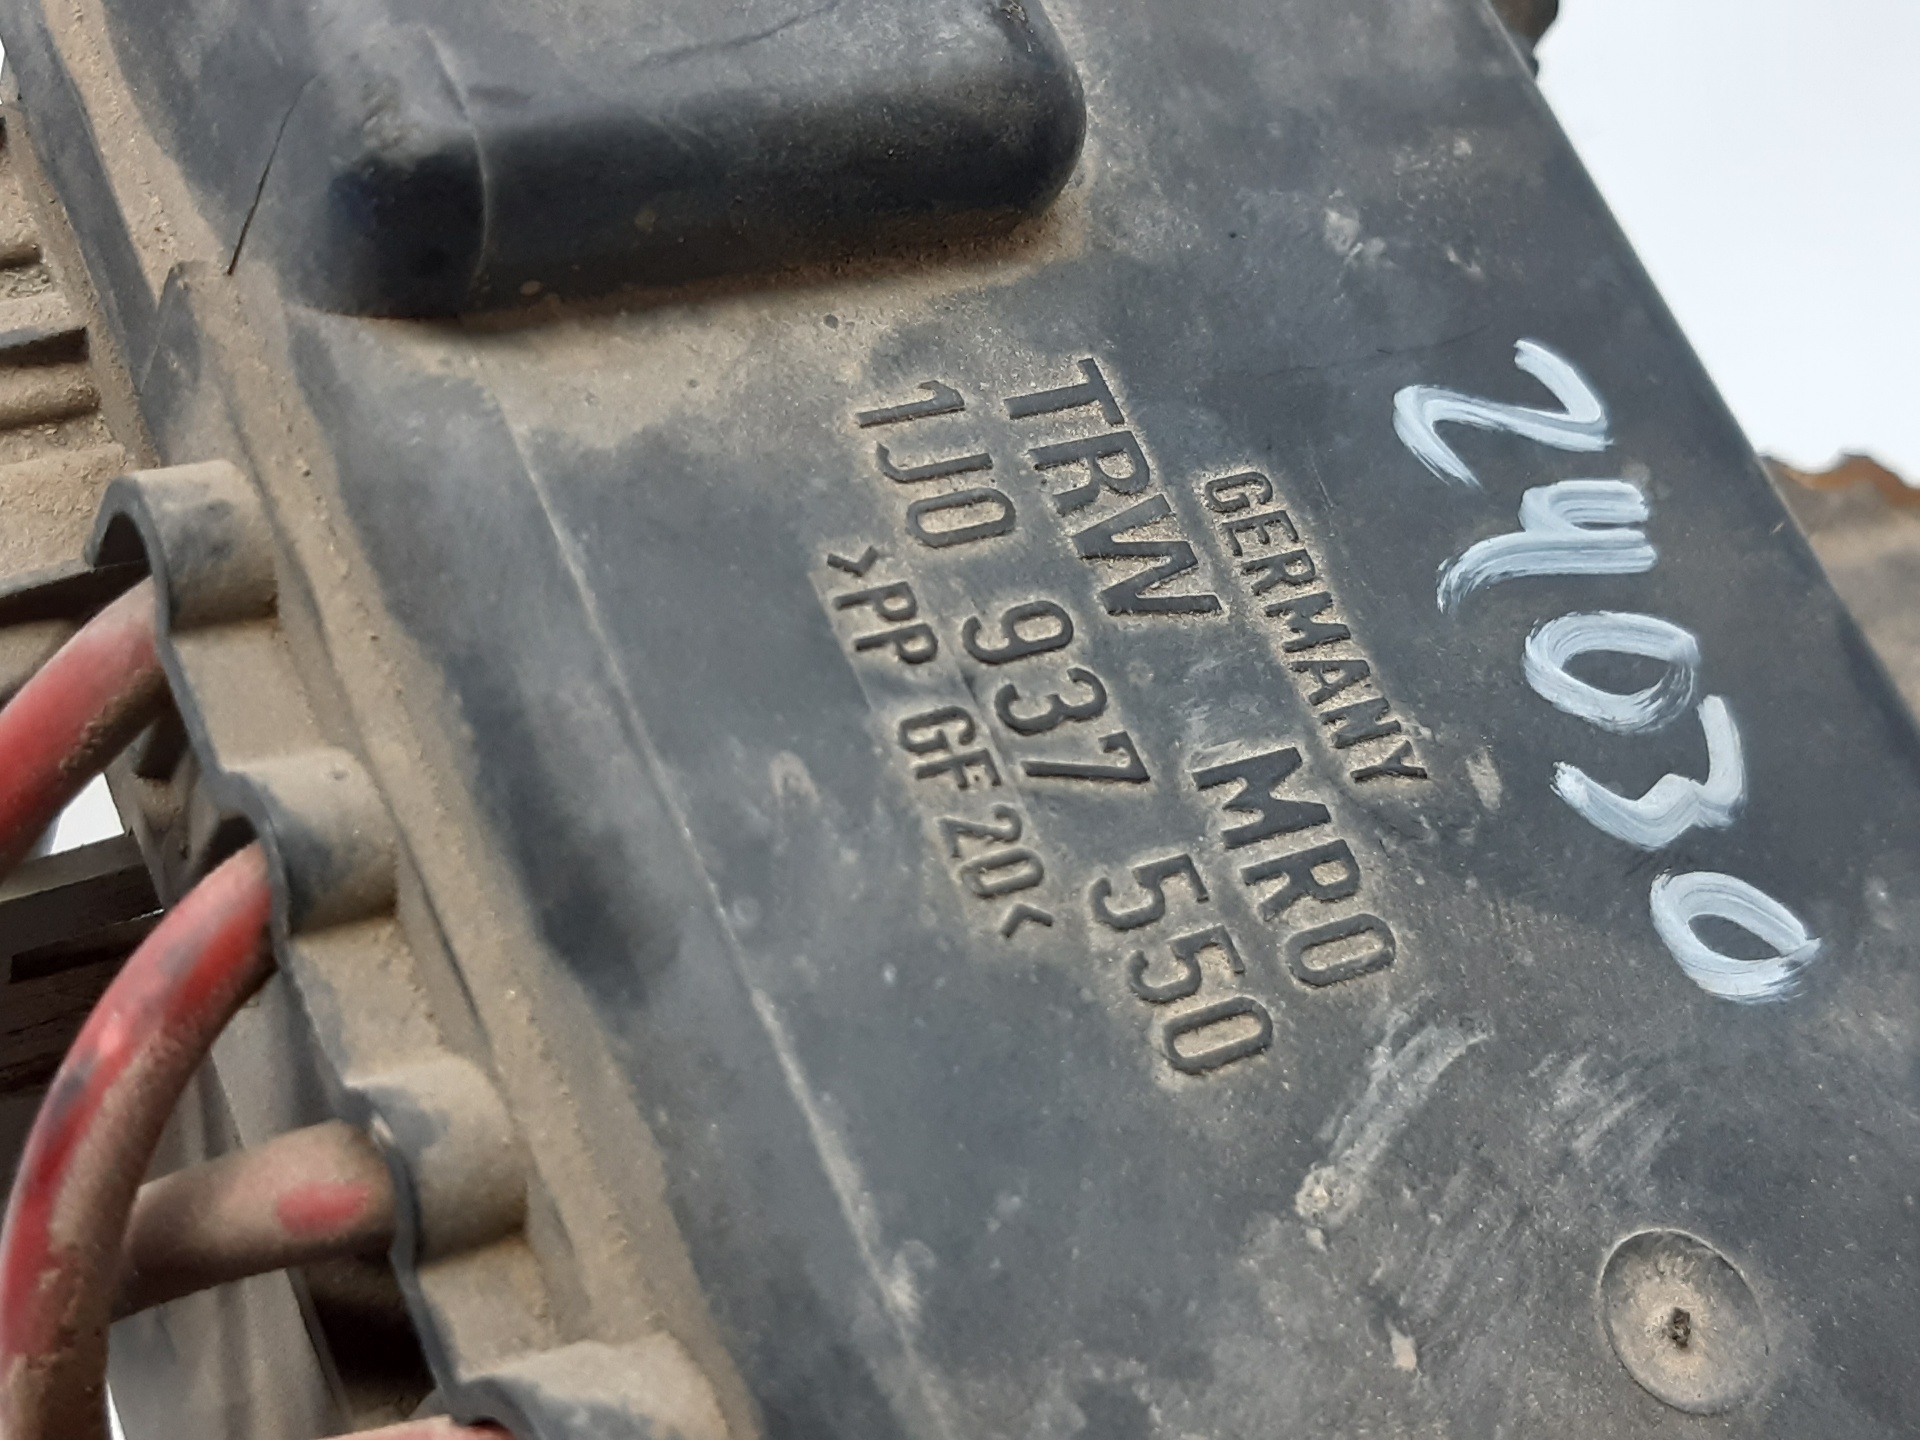 24030
GERMANY
TRW MRO
1J0 937 550
>PP GF 20<